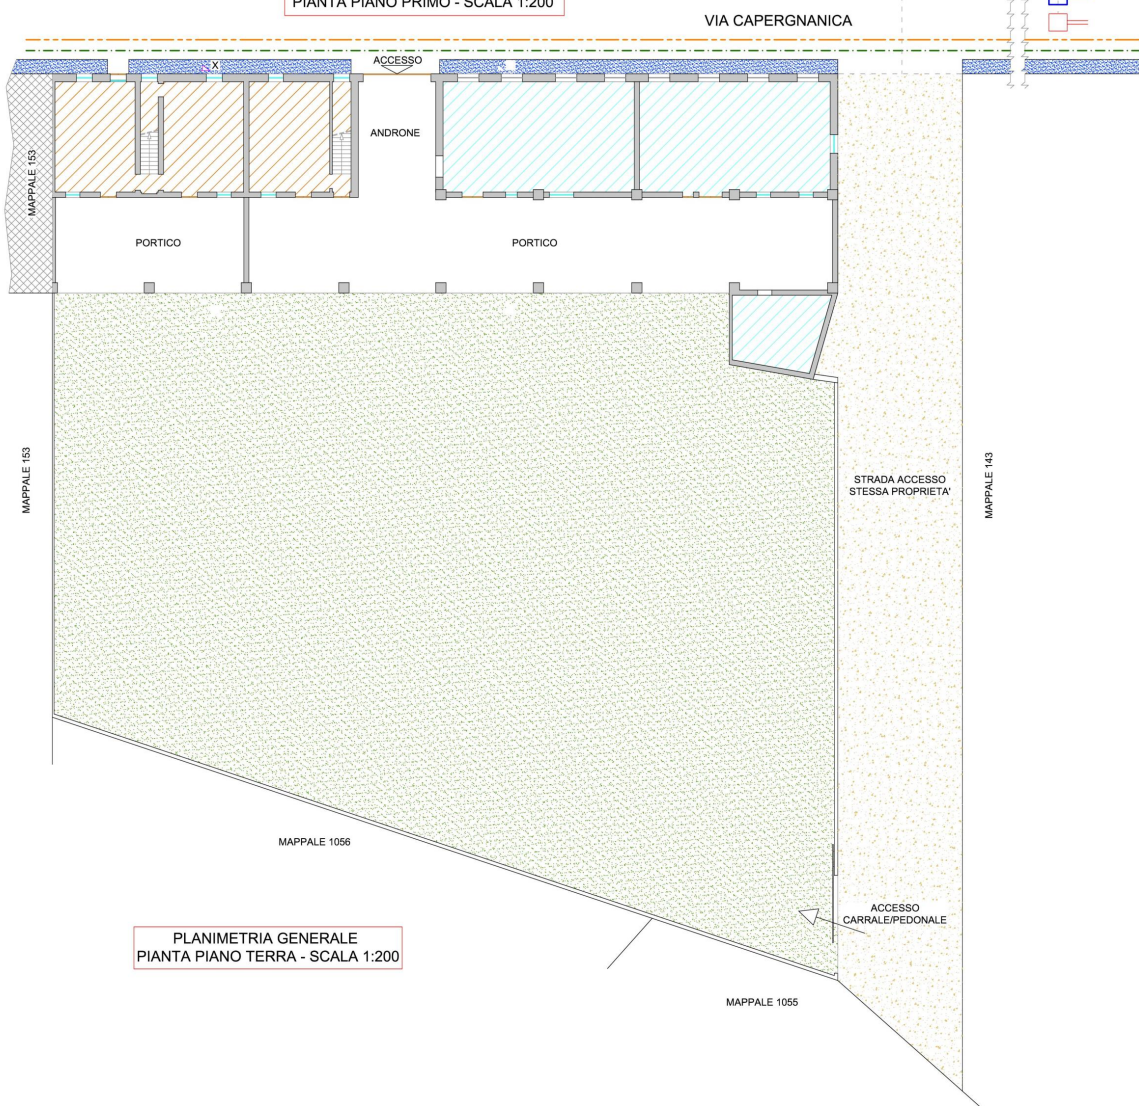 PIANTA PIANO PRIMO - SCALA 1:200
VIA CAPERGNANICA
ACCESSO
X
ANDRONE
MAPPALE 153
PORTICO
PORTICO
MAPPALE 153
STRADA ACCESSO
STESSA PROPRIETA'
MAPPALE 143
MAPPALE 1056
ACCESSO
CARRALE/PEDONALE
PLANIMETRIA GENERALE
PIANTA PIANO TERRA - SCALA 1:200
MAPPALE 1055